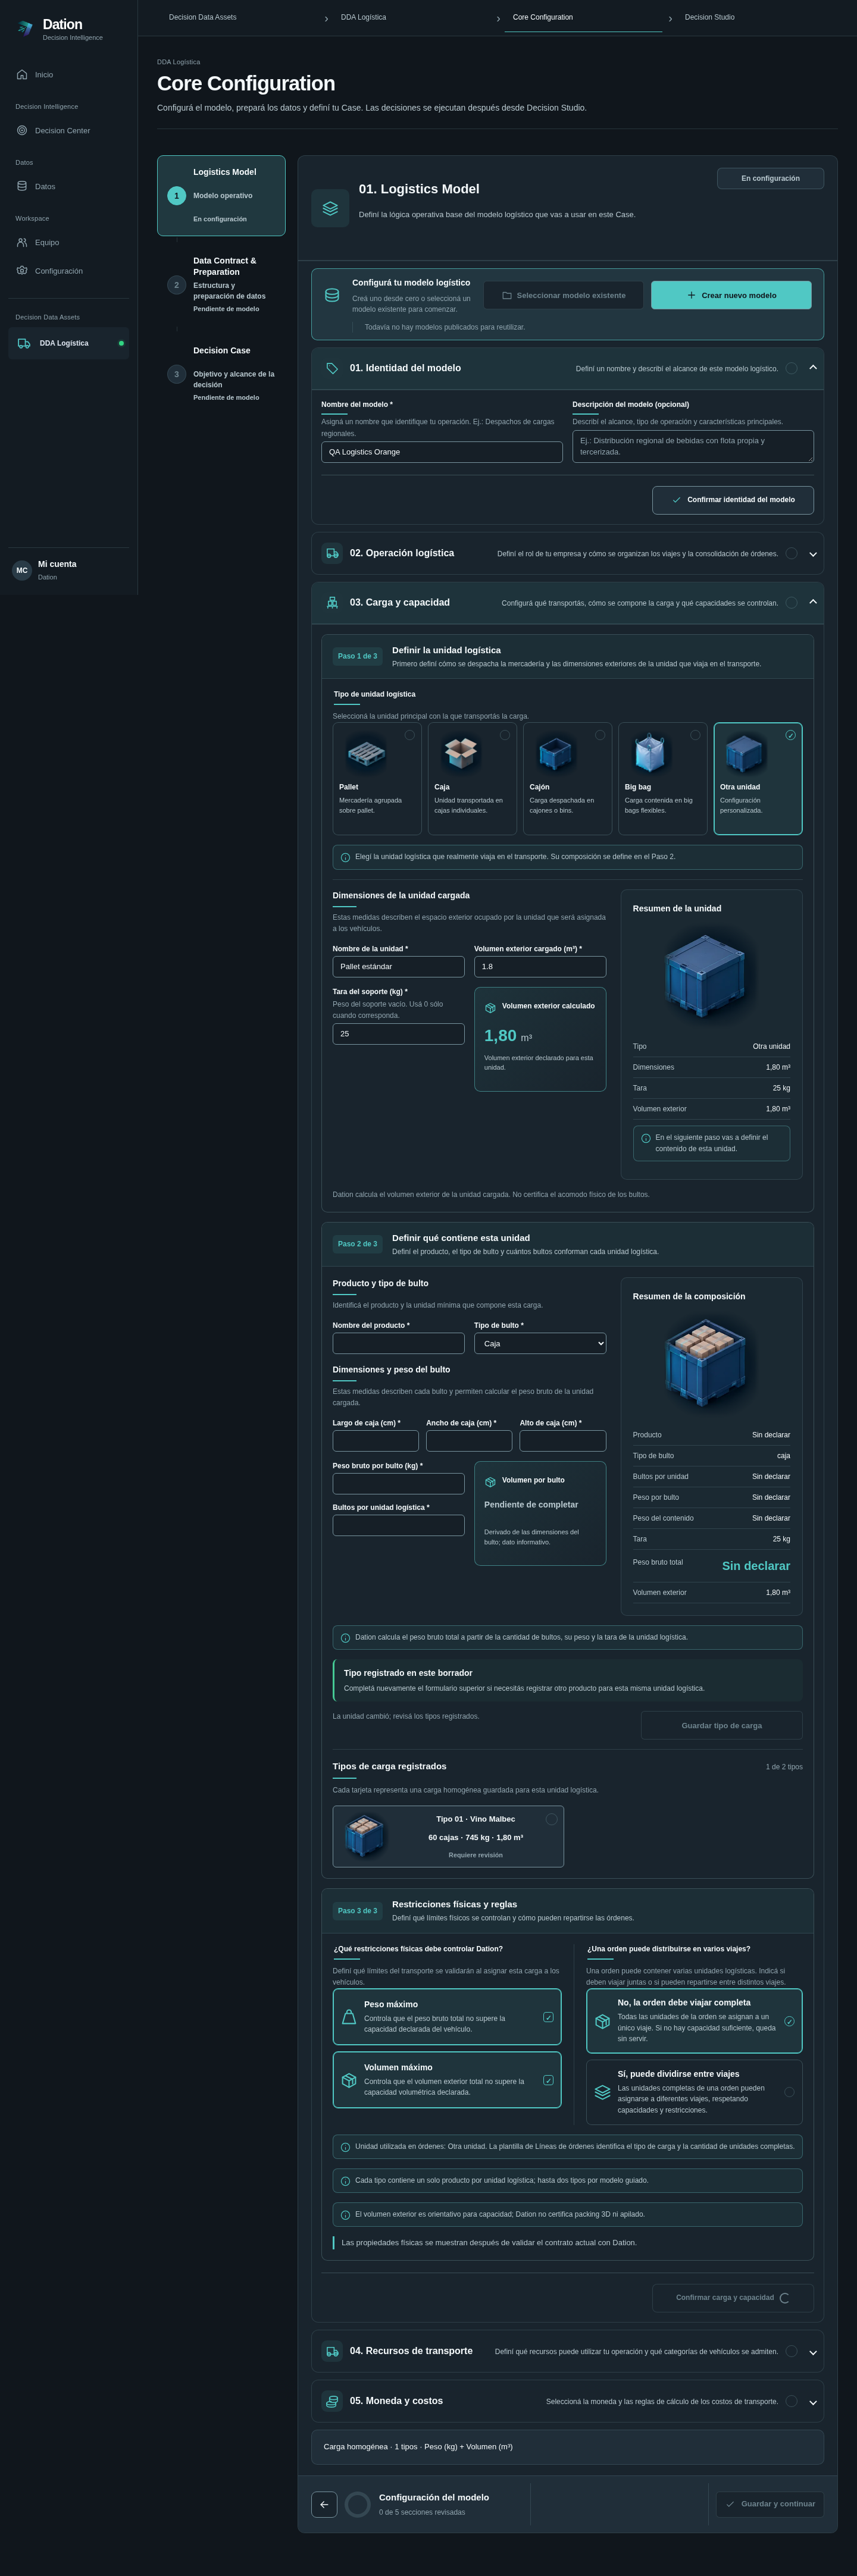 Dation
Decision Intelligence
Inicio
Decision Intelligence
Decision Center
Datos
Datos
Workspace
Equipo
Configuración
Decision Data Assets
DDA Logística
MC
Mi cuenta
Dation
Decision Data Assets
DDA Logística
Core Configuration
Decision Studio
DDA Logística
Core Configuration
Configurá el modelo, prepará los datos y definí tu Case. Las decisiones se ejecutan después desde Decision Studio.
Logistics Model
1
Modelo operativo
En configuración
Data Contract &
Preparation
2
Estructura y
preparación de datos
Pendiente de modelo
Decision Case
3
Objetivo y alcance de la
decisión
Pendiente de modelo
01. Logistics Model
Definí la lógica operativa base del modelo logístico que vas a usar en este Case.
En configuración
Configurá tu modelo logístico
Creá uno desde cero o seleccioná un
modelo existente para comenzar.
Seleccionar modelo existente
Crear nuevo modelo
Todavía no hay modelos publicados para reutilizar.
01. Identidad del modelo
Definí un nombre y describí el alcance de este modelo logístico.
Nombre del modelo *
Asigná un nombre que identifique tu operación. Ej.: Despachos de cargas
regionales.
QA Logistics Orange
Descripción del modelo (opcional)
Describí el alcance, tipo de operación y características principales.
Ej.: Distribución regional de bebidas con flota propia y
tercerizada.
Confirmar identidad del modelo
02. Operación logística
Definí el rol de tu empresa y cómo se organizan los viajes y la consolidación de órdenes.
03. Carga y capacidad
Configurá qué transportás, cómo se compone la carga y qué capacidades se controlan.
Paso 1 de 3
Definir la unidad logística
Primero definí cómo se despacha la mercadería y las dimensiones exteriores de la unidad que viaja en el transporte.
Tipo de unidad logística
Seleccioná la unidad principal con la que transportás la carga.
Pallet
Mercadería agrupada
sobre pallet.
Caja
Unidad transportada en
cajas individuales.
Cajón
Carga despachada en
cajones o bins.
Big bag
Carga contenida en big
bags flexibles.
Otra unidad
Configuración
personalizada.
Elegí la unidad logística que realmente viaja en el transporte. Su composición se define en el Paso 2.
Dimensiones de la unidad cargada
Estas medidas describen el espacio exterior ocupado por la unidad que será asignada
a los vehículos.
Nombre de la unidad *
Pallet estándar
Volumen exterior cargado (m³) *
1.8
Tara del soporte (kg) *
Peso del soporte vacío. Usá 0 sólo
cuando corresponda.
25
Volumen exterior calculado
1,80 m³
Volumen exterior declarado para esta
unidad.
Resumen de la unidad
Tipo
Otra unidad
Dimensiones
1,80 m³
Tara
25 kg
Volumen exterior
1,80 m³
En el siguiente paso vas a definir el
contenido de esta unidad.
Dation calcula el volumen exterior de la unidad cargada. No certifica el acomodo físico de los bultos.
Paso 2 de 3
Definir qué contiene esta unidad
Definí el producto, el tipo de bulto y cuántos bultos conforman cada unidad logística.
Producto y tipo de bulto
Identificá el producto y la unidad mínima que compone esta carga.
Nombre del producto *
Tipo de bulto *
Caja
Dimensiones y peso del bulto
Estas medidas describen cada bulto y permiten calcular el peso bruto de la unidad
cargada.
Largo de caja (cm) *
Ancho de caja (cm) *
Alto de caja (cm) *
Peso bruto por bulto (kg) *
Bultos por unidad logística *
Volumen por bulto
Pendiente de completar
Derivado de las dimensiones del
bulto; dato informativo.
Resumen de la composición
Producto
Sin declarar
Tipo de bulto
caja
Bultos por unidad
Sin declarar
Peso por bulto
Sin declarar
Peso del contenido
Sin declarar
Tara
25 kg
Peso bruto total
Sin declarar
Volumen exterior
1,80 m³
Dation calcula el peso bruto total a partir de la cantidad de bultos, su peso y la tara de la unidad logística.
Tipo registrado en este borrador
Completá nuevamente el formulario superior si necesitás registrar otro producto para esta misma unidad logística.
La unidad cambió; revisá los tipos registrados.
Guardar tipo de carga
Tipos de carga registrados
1 de 2 tipos
Cada tarjeta representa una carga homogénea guardada para esta unidad logística.
Tipo 01 · Vino Malbec
60 cajas · 745 kg · 1,80 m³
Requiere revisión
Paso 3 de 3
Restricciones físicas y reglas
Definí qué límites físicos se controlan y cómo pueden repartirse las órdenes.
¿Qué restricciones físicas debe controlar Dation?
Definí qué límites del transporte se validarán al asignar esta carga a los
vehículos.
Peso máximo
Controla que el peso bruto total no supere la
capacidad declarada del vehículo.
Volumen máximo
Controla que el volumen exterior total no supere la
capacidad volumétrica declarada.
¿Una orden puede distribuirse en varios viajes?
Una orden puede contener varias unidades logísticas. Indicá si
deben viajar juntas o si pueden repartirse entre distintos viajes.
No, la orden debe viajar completa
Todas las unidades de la orden se asignan a un
único viaje. Si no hay capacidad suficiente, queda
sin servir.
Sí, puede dividirse entre viajes
Las unidades completas de una orden pueden
asignarse a diferentes viajes, respetando
capacidades y restricciones.
Unidad utilizada en órdenes: Otra unidad. La plantilla de Líneas de órdenes identifica el tipo de carga y la cantidad de unidades completas.
Cada tipo contiene un solo producto por unidad logística; hasta dos tipos por modelo guiado.
El volumen exterior es orientativo para capacidad; Dation no certifica packing 3D ni apilado.
Las propiedades físicas se muestran después de validar el contrato actual con Dation.
Confirmar carga y capacidad
04. Recursos de transporte
Definí qué recursos puede utilizar tu operación y qué categorías de vehículos se admiten.
05. Moneda y costos
Seleccioná la moneda y las reglas de cálculo de los costos de transporte.
Carga homogénea · 1 tipos · Peso (kg) + Volumen (m³)
Configuración del modelo
0 de 5 secciones revisadas
Guardar y continuar